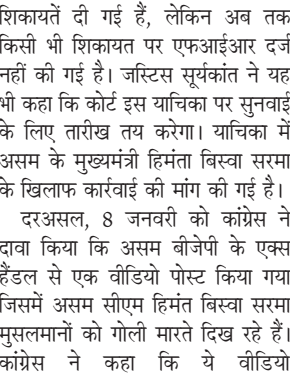 शिकायतें दी गई हैं, लेकिन अब तक
किसी भी शिकायत पर एफआईआर दर्ज
नहीं की गई है। जस्टिस सूर्यकांत ने यह
भी कहा कि कोर्ट इस याचिका पर सुनवाई
के लिए तारीख तय करेगा। याचिका में
असम के मुख्यमंत्री हिमंता बिस्वा सरमा
के खिलाफ कार्रवाई की मांग की गई है।
दरअसल, 8 जनवरी को कांग्रेस ने
दावा किया कि असम बीजेपी के एक्स
हैंडल से एक वीडियो पोस्ट किया गया
जिसमें असम सीएम हिमंत बिस्वा सरमा
मुसलमानों को गोली मारते दिख रहे हैं।
कांग्रेस ने कहा कि ये वीडियो